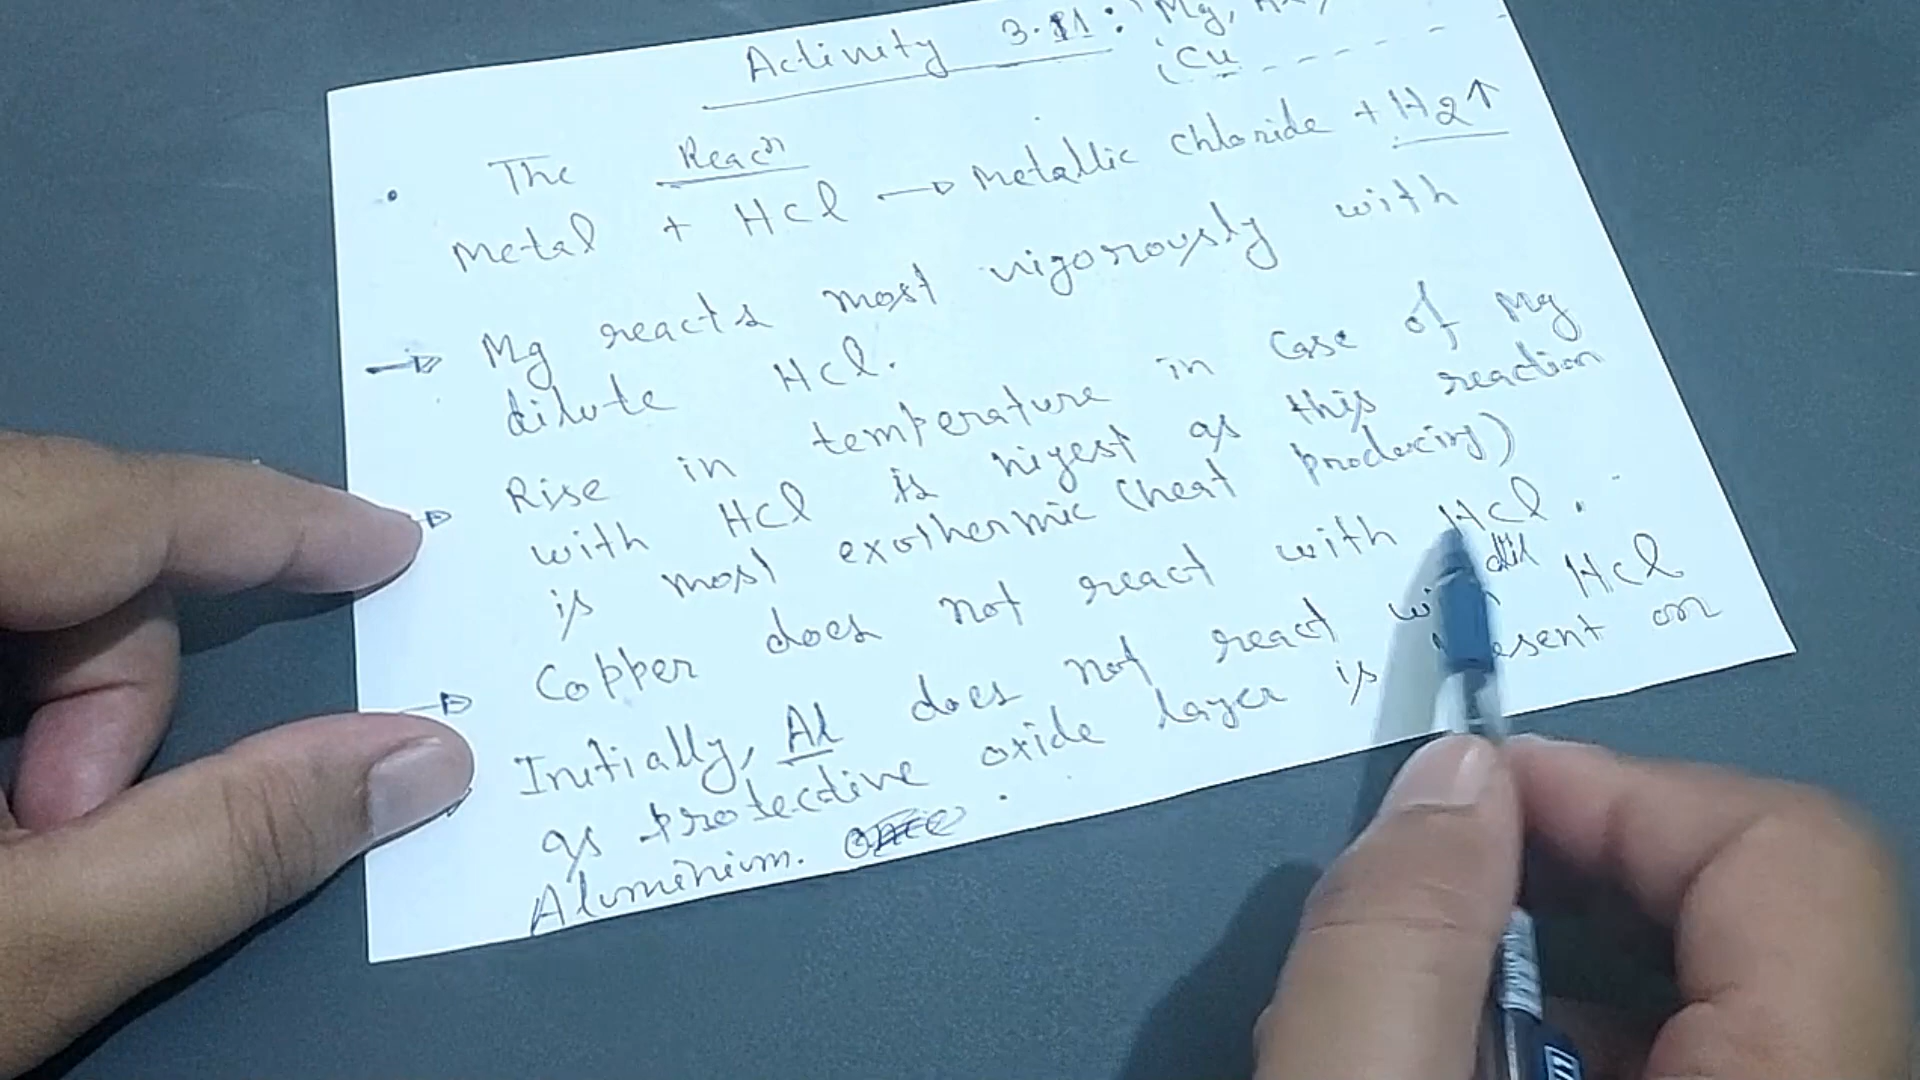 Activity 3.11: Mg,
Cu
The Reacn
Metal + HCl → Metallic chloride + H2↑
Mg reacts most vigorously with
dilute HCl.
Rise in temperature in case of Mg
with HCl is higest as this reaction
is most exothermic (heat producing)
Copper does not react with HCl.
Initially, Al does not react with dil HCl
as protective oxide layer is present on
Aluminium.